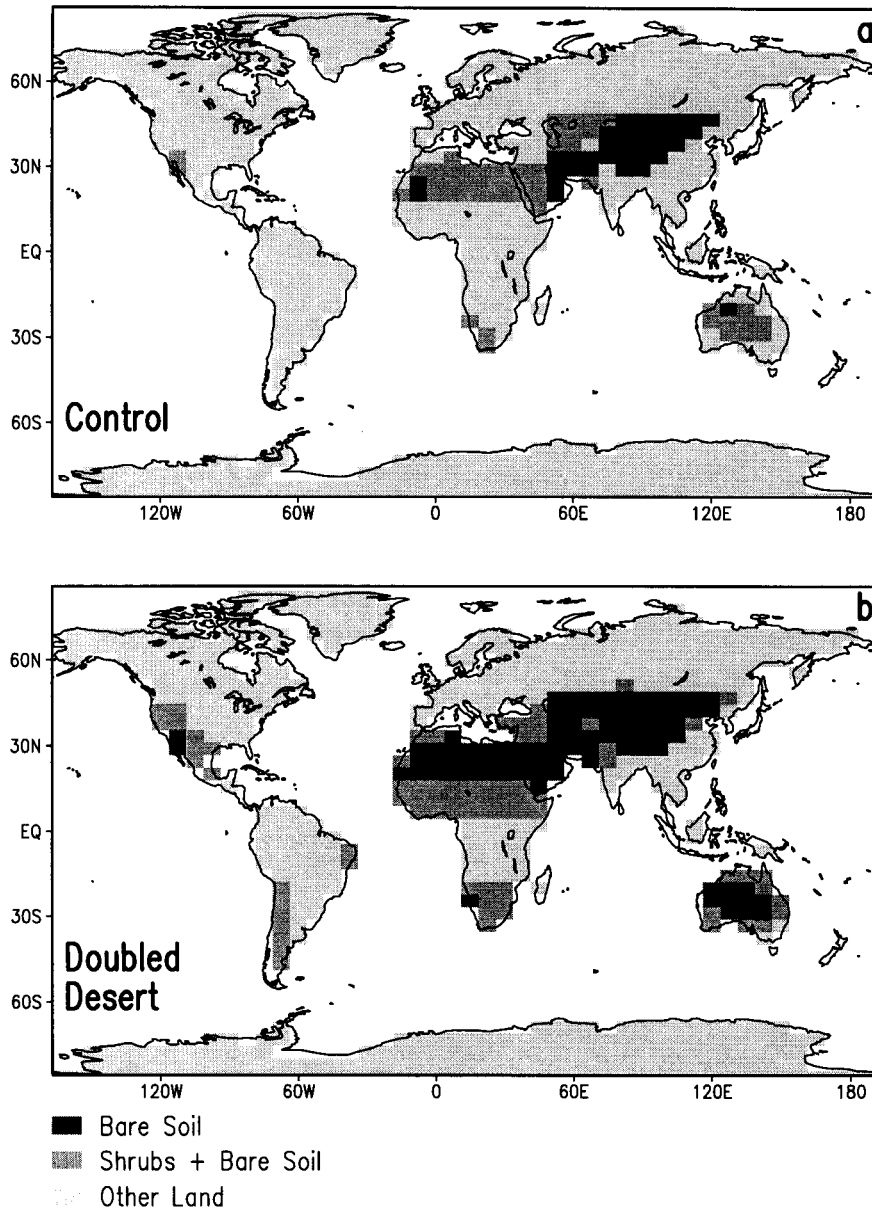 a
60N
30N
EQ
30S
60S
Control
120W 60W 0 60E 120E 180
b
60N
30N
EQ
30S
60S
Doubled
Desert
120W 60W 0 60E 120E 180
Bare Soil
Shrubs + Bare Soil
Other Land